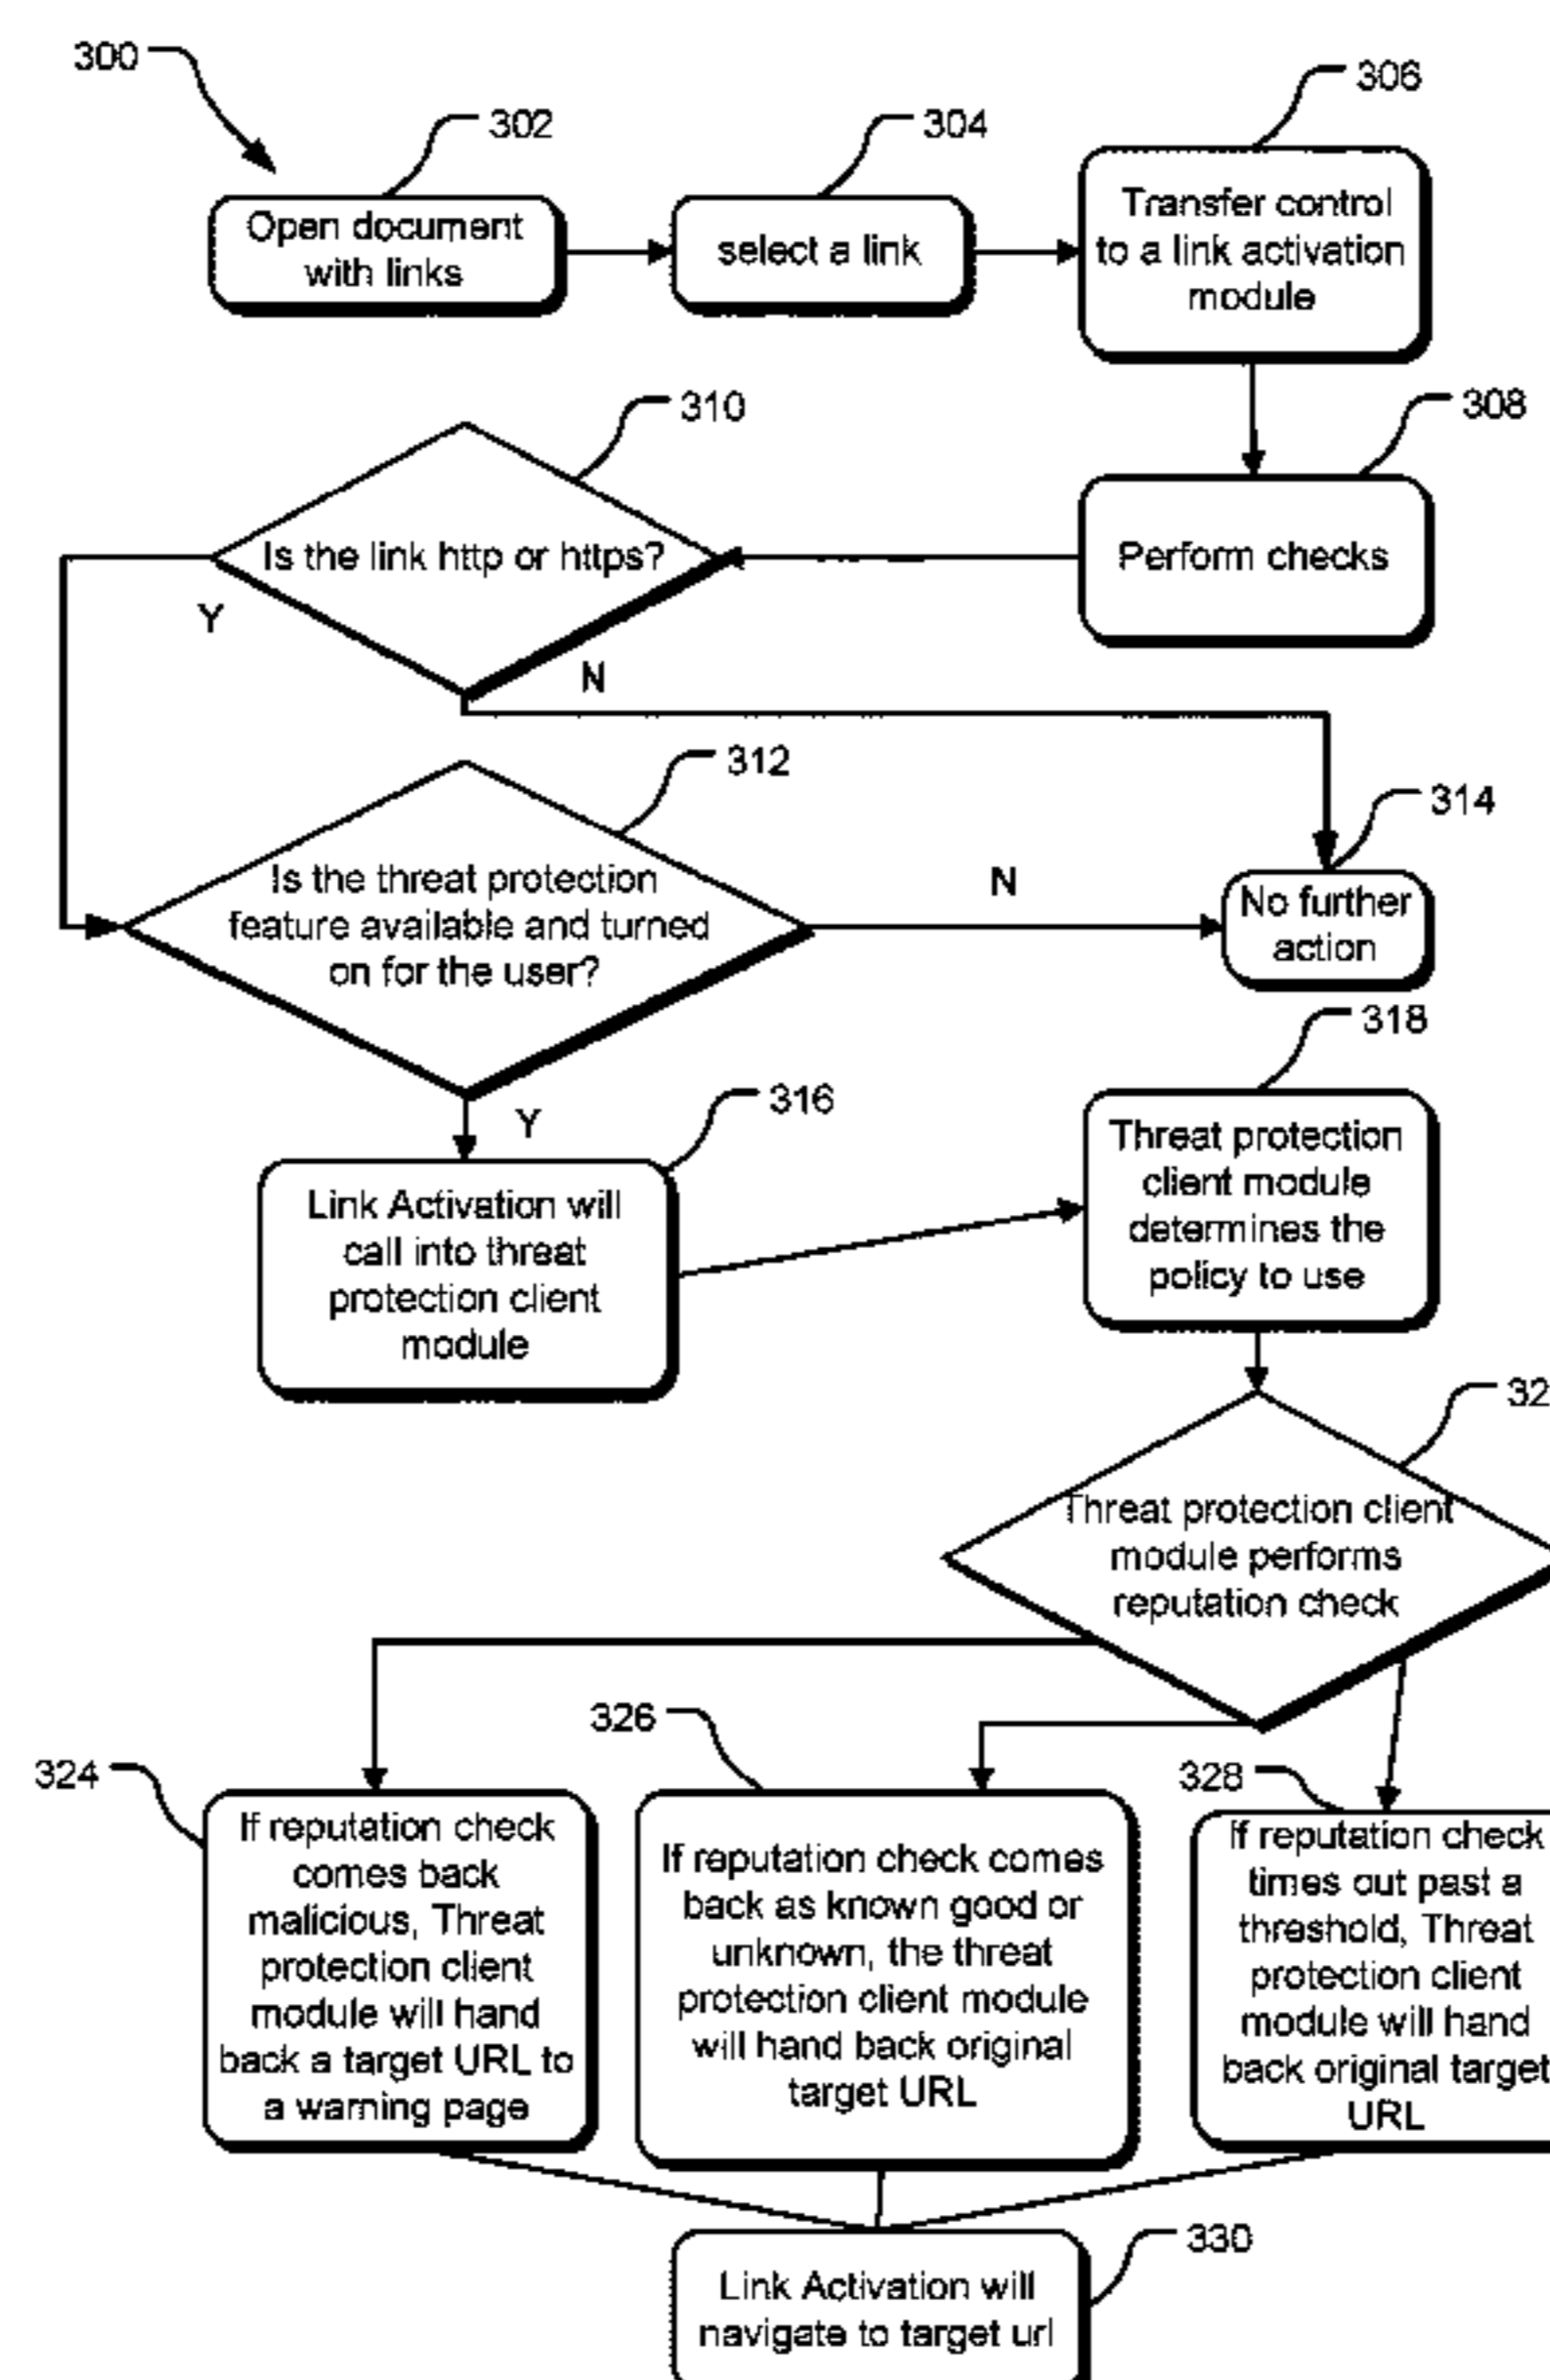 300
302
304
306
Open document
with links
select a link
Transfer control
to a link activation
module
310
308
Is the link http or https?
Perform checks
Y
N
312
314
Is the threat protection
feature available and turned
on for the user?
N
No further
action
318
316
Y
Threat protection
client module
determines the
policy to use
Link Activation will
call into threat
protection client
module
32
Threat protection client
module performs
reputation check
326
324
328
If reputation check
comes back
malicious, Threat
protection client
module will hand
back a target URL to
a warning page
If reputation check comes
back as known good or
unknown, the threat
protection client module
will hand back original
target URL
If reputation check
times out past a
threshold, Threat
protection client
module will hand
back original target
URL
330
Link Activation will
navigate to target url